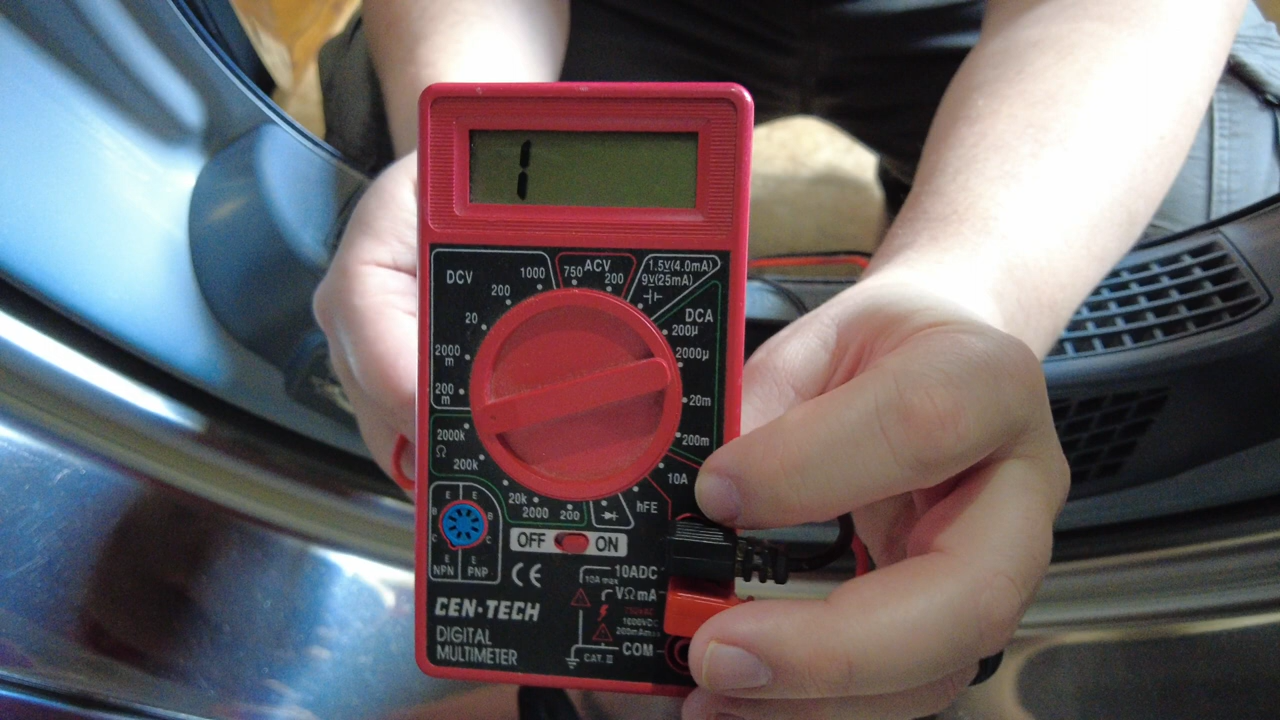 1
DCV
1000
750 ACV 200
1.5V(4.0mA)
9V(25mA)
200
20
2000
m
200
m
DCA
200μ
2000μ
20m
200m
10A
2000k
Ω
200k
20k
2000
200
hFE
E E
B B
C C
E E
NPN PNP
OFF ON
CE
10ADC
10A max
VΩmA
750VAC
1000VDC
200mA max
COM
CAT. II
CEN-TECH
DIGITAL
MULTIMETER